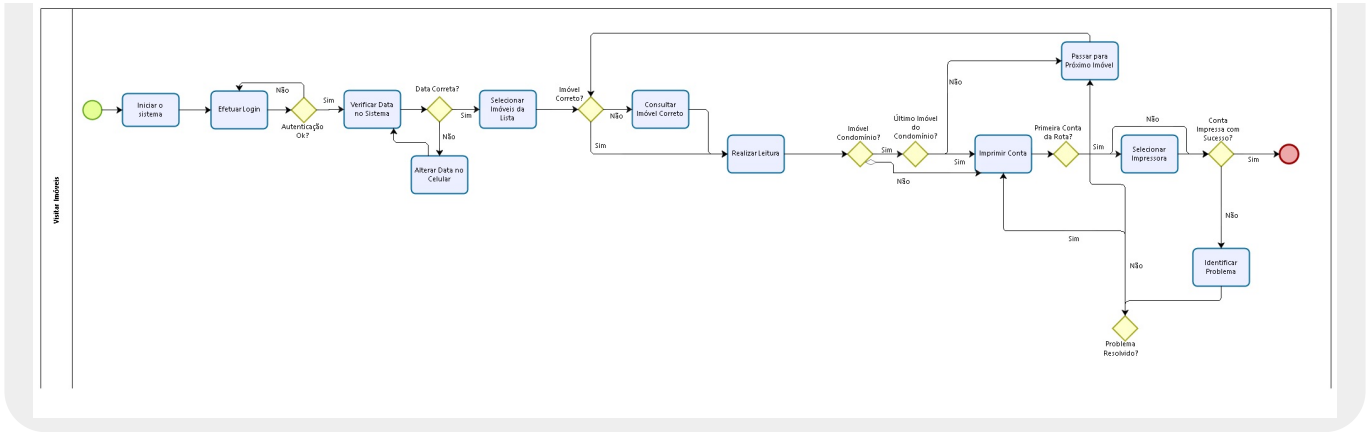 Visitar Imóveis
Iniciar o
sistema
Efetuar Login
Não
Autenticação
Ok?
Sim
Verificar Data
no Sistema
Data Correta?
Sim
Não
Alterar Data no
Celular
Selecionar
Imóveis da
Lista
Imóvel
Correto?
Não
Sim
Consultar
Imóvel Correto
Realizar Leitura
Imóvel
Condomínio?
Sim
Não
Último Imóvel
do
Condomínio?
Não
Sim
Passar para
Próximo Imóvel
Imprimir Conta
Primeira Conta
da Rota?
Sim
Não
Selecionar
Impressora
Conta
Impressa com
Sucesso?
Sim
Não
Identificar
Problema
Sim
Não
Problema
Resolvido?